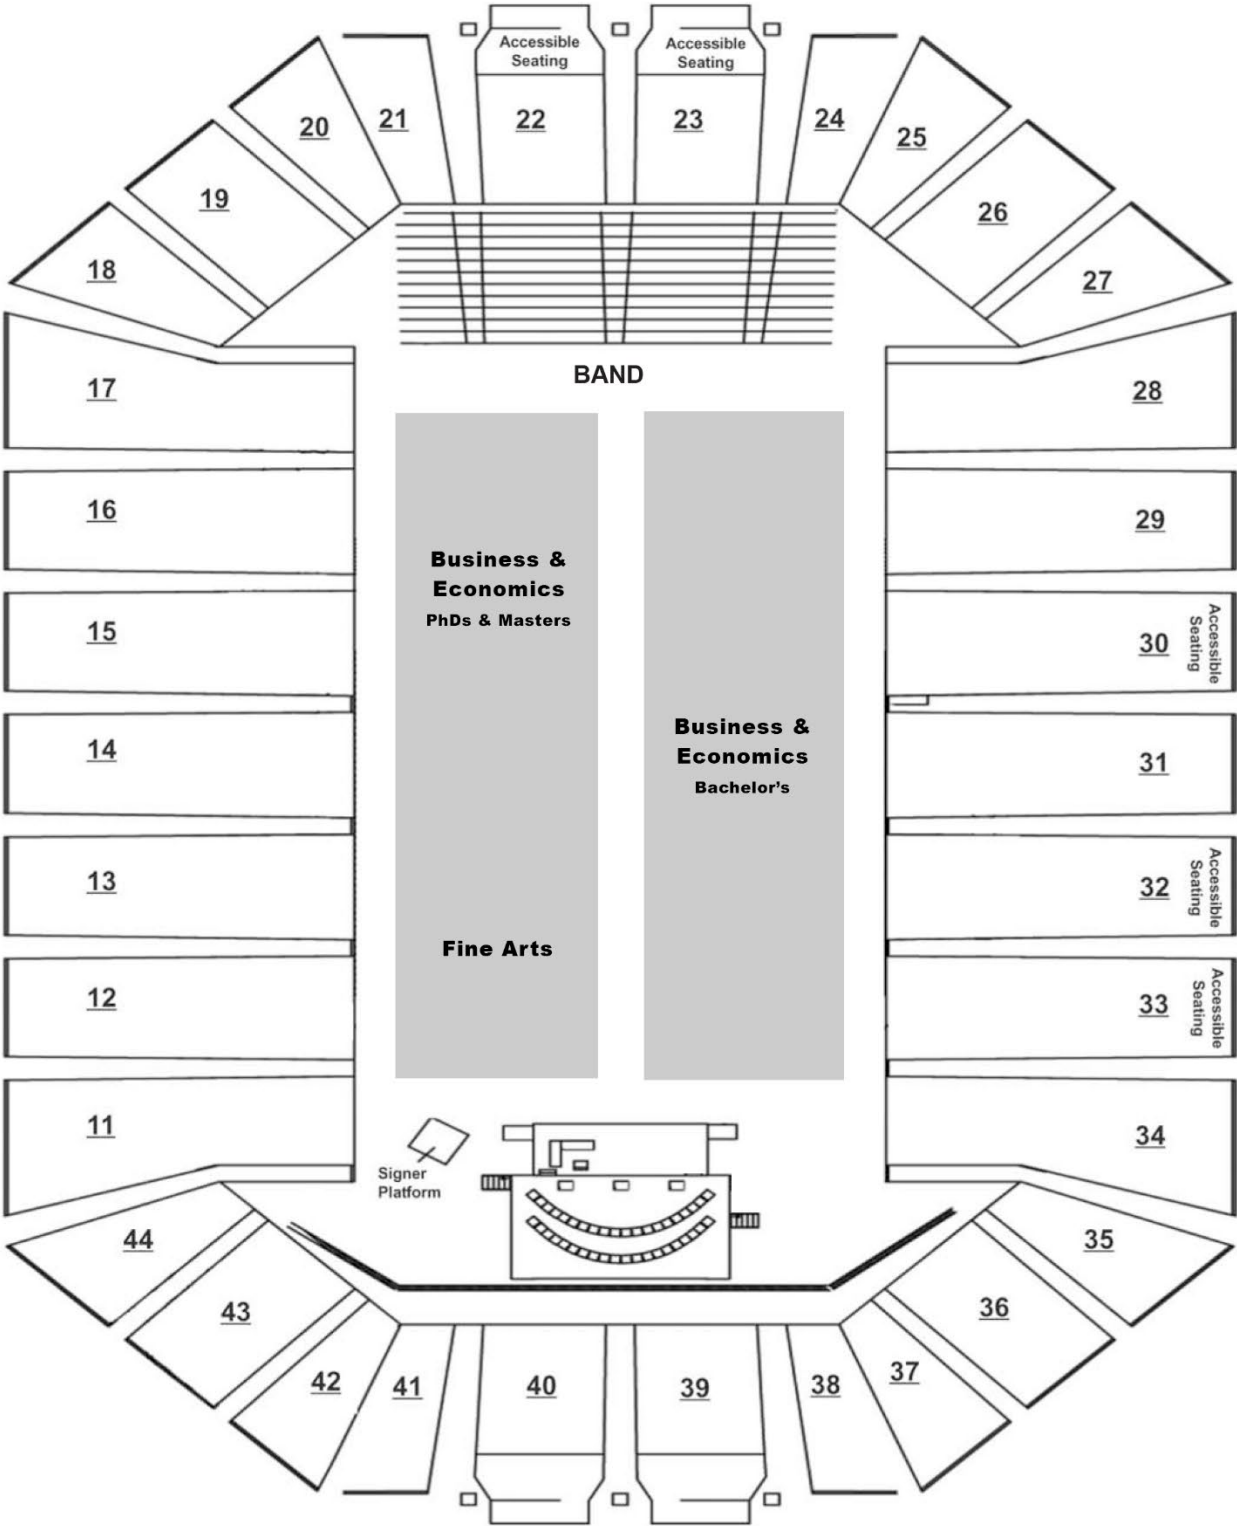 Accessible
Seating
Accessible
Seating
20
21
22
23
24
25
19
26
18
27
BAND
17
28
16
29
Business &
Economics
PhDs & Masters
15
30
Accessible
Seating
14
Business &
Economics
Bachelor's
31
13
32
Accessible
Seating
Fine Arts
12
33
Accessible
Seating
11
34
Signer
Platform
44
35
43
36
42
41
40
39
38
37